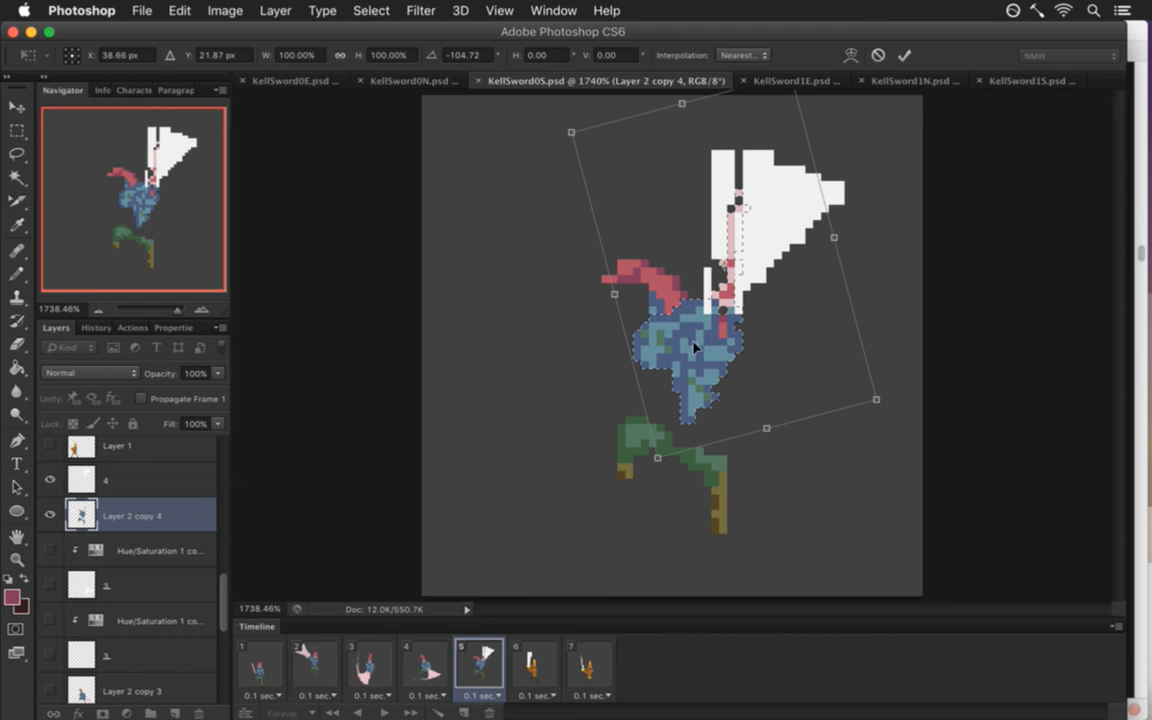 Photoshop File Edit Image Layer Type Select Filter 3D View Window Help
Adobe Photoshop CS6
X: 38.66 px Y: 21.87 px W: 100.00% H: 100.00% -104.72 ° H: 0.00 ° V: 0.00 ° Interpolation: Nearest... NMW
KellSword0E.psd ... KellSword0N.psd ... KellSword0S.psd @ 1740% (Layer 2 copy 4, RGB/8*) KellSword1E.psd ... KellSword1N.psd ... KellSword1S.psd ...
Navigator Info Characte Paragrap
1738.46%
Layers History Actions Propertie
Kind
Normal Opacity: 100%
Unify: Propagate Frame 1
Lock: Fill: 100%
Layer 1
4
Layer 2 copy 4
Hue/Saturation 1 co...
3
Hue/Saturation 1 co...
3
Layer 2 copy 3
1738.46% Doc: 12.0K/550.7K
Timeline
1 2 3 4 5 6 7
0.1 sec. 0.1 sec. 0.1 sec. 0.1 sec. 0.1 sec. 0.1 sec. 0.1 sec.
Forever